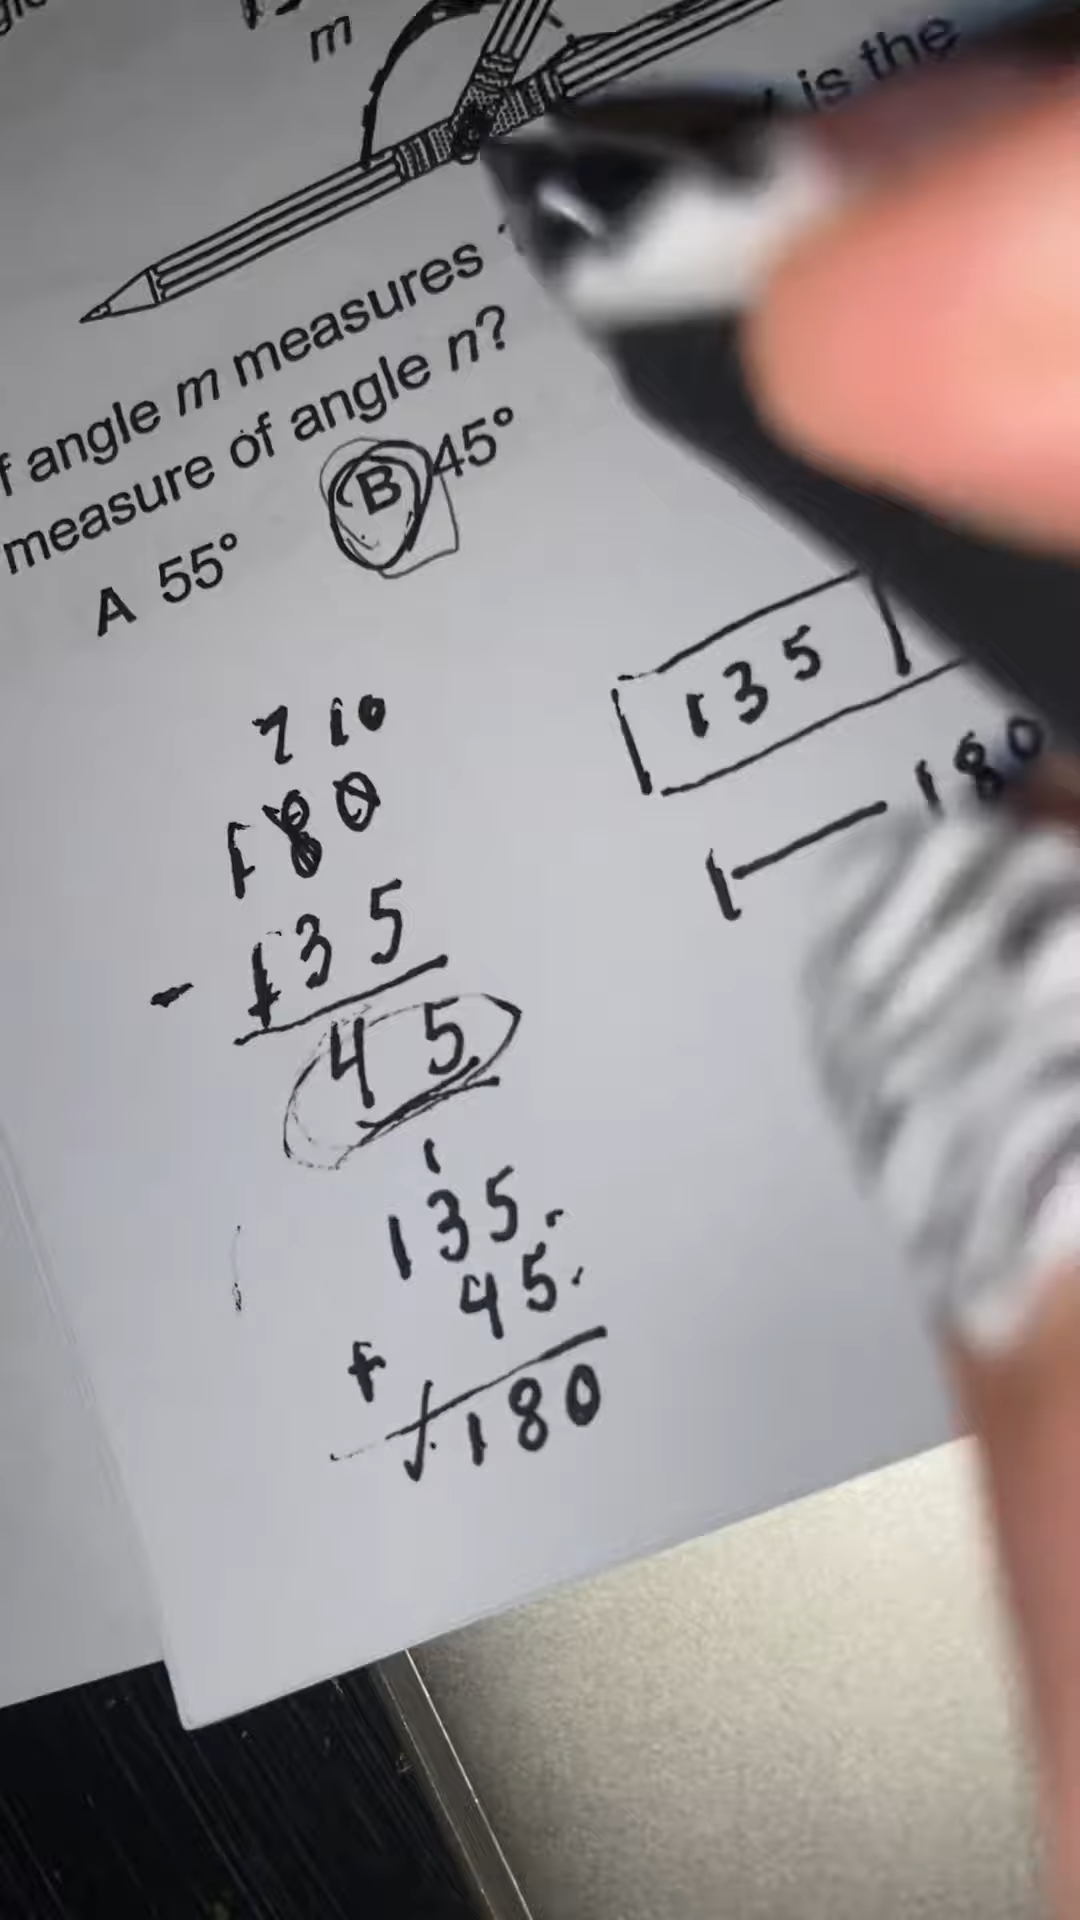 m
is the
angle m measures
measure of angle n?
A 55° B 45°
7 10
180
- 135
45
1
135.
+ 45.
180
135
180